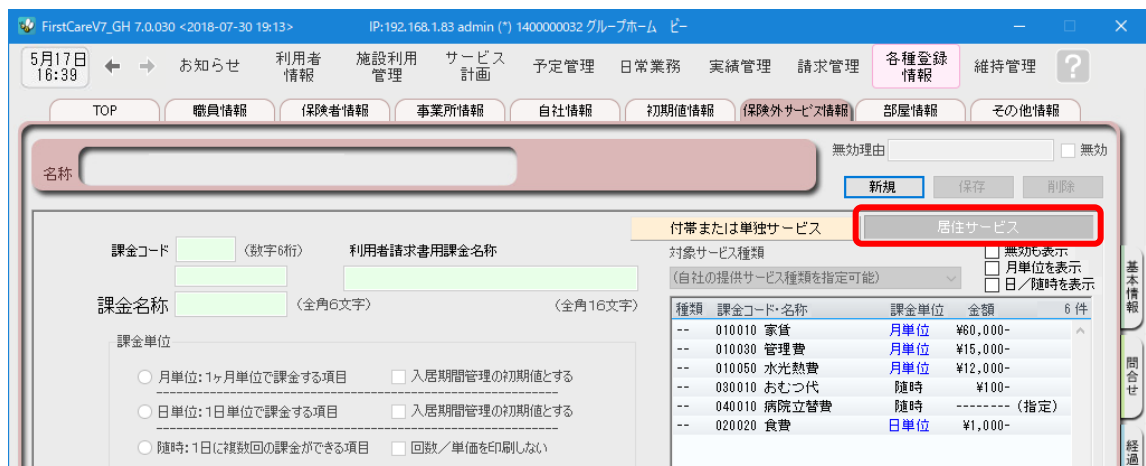 FirstCareV7_GH 7.0.030 <2018-07-30 19:13> IP:192.168.1.83 admin (*) 1400000032 グループホーム ビー
5月17日 16:39 お知らせ 利用者情報 施設利用管理 サービス計画 予定管理 日常業務 実績管理 請求管理 各種登録情報 維持管理 ?
TOP 職員情報 保険者情報 事業所情報 自社情報 初期値情報 保険外サービス情報 部屋情報 その他情報
無効理由 無効
名称
新規 保存 削除
付帯または単独サービス 居住サービス
課金コード (数字6桁) 利用者請求書用課金名称
課金名称 (全角6文字) (全角16文字)
対象サービス種類
(自社の提供サービス種類を指定可能)
無効も表示
月単位を表示
日/随時を表示
種類 課金コード・名称 課金単位 金額 6件
-- 010010 家賃 月単位 ¥60,000-
-- 010030 管理費 月単位 ¥15,000-
-- 010050 水光熱費 月単位 ¥12,000-
-- 030010 おむつ代 随時 ¥100-
-- 040010 病院立替費 随時 -------- (指定)
-- 020020 食費 日単位 ¥1,000-
課金単位
月単位:1ヶ月単位で課金する項目 入居期間管理の初期値とする
日単位:1日単位で課金する項目 入居期間管理の初期値とする
随時:1日に複数回の課金ができる項目 回数/単価を印刷しない
基本情報
問合せ
経過